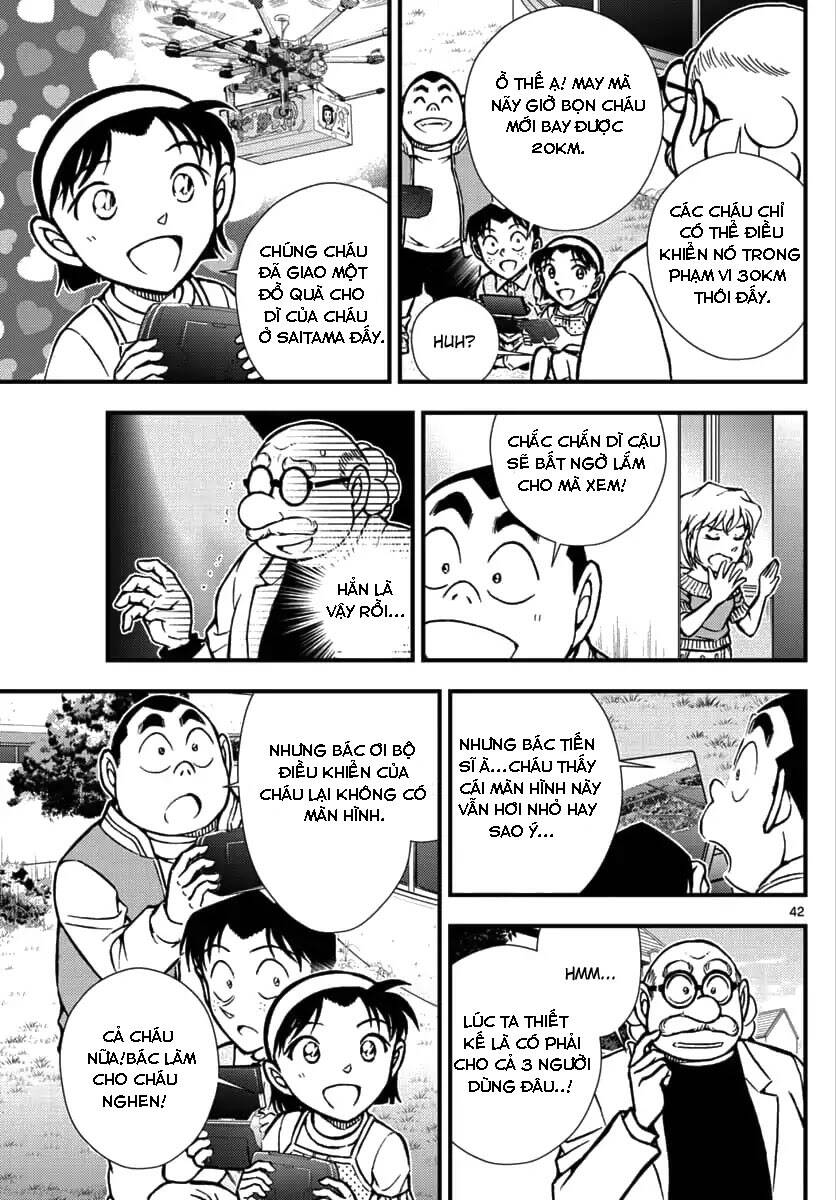 Ồ THẾ Ạ! MAY MÀ
NÃY GIỜ BỌN CHÁU
MỚI BAY ĐƯỢC
20KM.
CÁC CHÁU CHỈ
CÓ THỂ ĐIỀU
KHIỂN NÓ TRONG
PHẠM VI 30KM
THÔI ĐẤY.
HUH?
CHÚNG CHÁU
ĐÃ GIAO MỘT
ĐỒ QUÀ CHO
DÌ CỦA CHÁU
Ở SAITAMA ĐẤY.
CHẮC CHẮN DÌ CẬU
SẼ BẤT NGỜ LẮM
CHO MÀ XEM!
HẲN LÀ
VẬY RỒI...
NHƯNG BÁC TIẾN
SĨ À...CHÁU THẤY
CÁI MÀN HÌNH NÀY
VẪN HƠI NHỎ HAY
SAO Ý...
NHƯNG BÁC ƠI BỘ
ĐIỀU KHIỂN CỦA
CHÁU LẠI KHÔNG CÓ
MÀN HÌNH.
CẢ CHÁU
NỮA!BÁC LÀM
CHO CHÁU
NGHEN!
42
HMM...
LÚC TA THIẾT
KẾ LÀ CÓ PHẢI
CHO CẢ 3 NGƯỜI
DÙNG ĐÂU..!